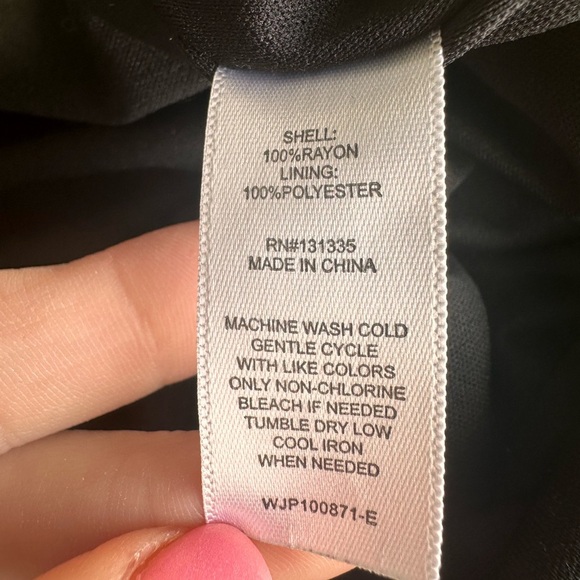 SHELL:
100%RAYON
LINING:
100%POLYESTER
RN#131335
MADE IN CHINA
MACHINE WASH COLD
GENTLE CYCLE
WITH LIKE COLORS
ONLY NON-CHLORINE
BLEACH IF NEEDED
TUMBLE DRY LOW
COOL IRON
WHEN NEEDED
WJP100871-E